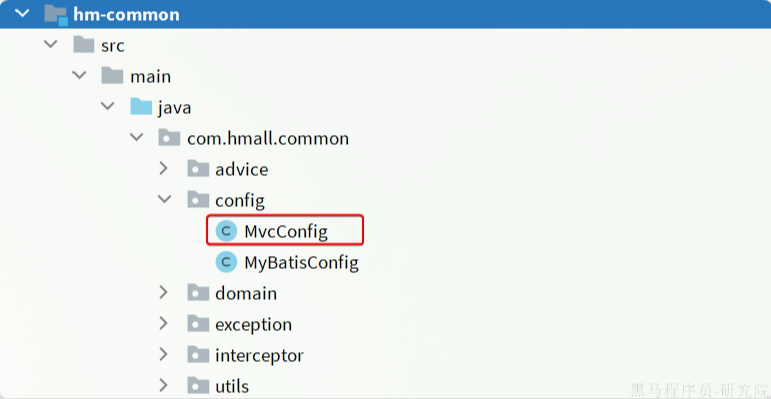 hm-common
src
main
java
com.hmall.common
advice
config
C MvcConfig
C MyBatisConfig
domain
exception
interceptor
utils
黑马程序员-研究院